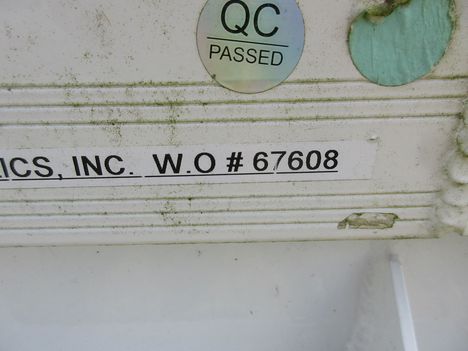 QC
PASSED
ICS, INC. W.O # 67608